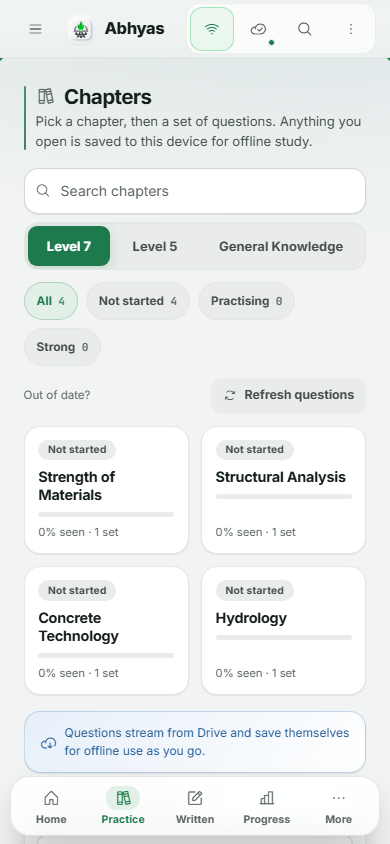 Abhyas
Chapters
Pick a chapter, then a set of questions. Anything you
open is saved to this device for offline study.
Search chapters
Level 7
Level 5
General Knowledge
All 4
Not started 4
Practising 0
Strong 0
Out of date?
Refresh questions
Not started
Strength of
Materials
0% seen · 1 set
Not started
Structural Analysis
0% seen · 1 set
Not started
Concrete
Technology
0% seen · 1 set
Not started
Hydrology
0% seen · 1 set
Questions stream from Drive and save themselves
for offline use as you go.
Home
Practice
Written
Progress
More